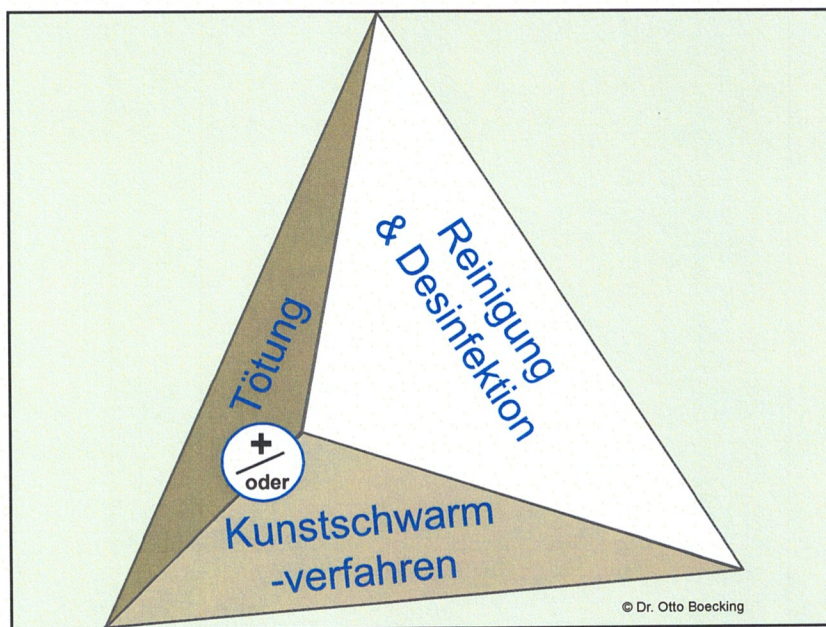 Reinigung
& Desinfektion
Tötung
+
oder
Kunstschwarm
-verfahren
© Dr. Otto Boecking